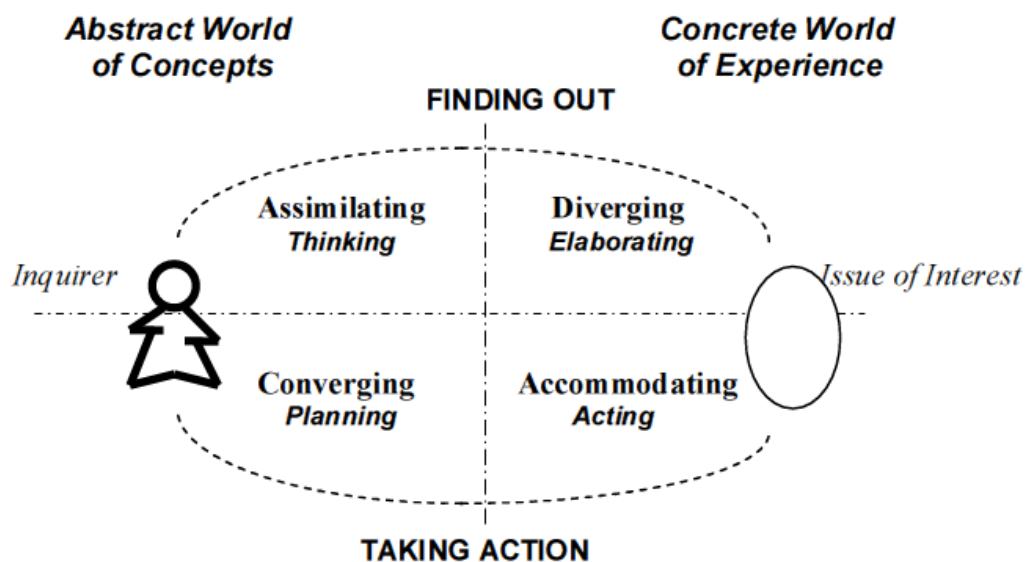 Abstract World
of Concepts
Concrete World
of Experience
FINDING OUT
Assimilating
Thinking
Diverging
Elaborating
Inquirer
Issue of Interest
Converging
Planning
Accommodating
Acting
TAKING ACTION